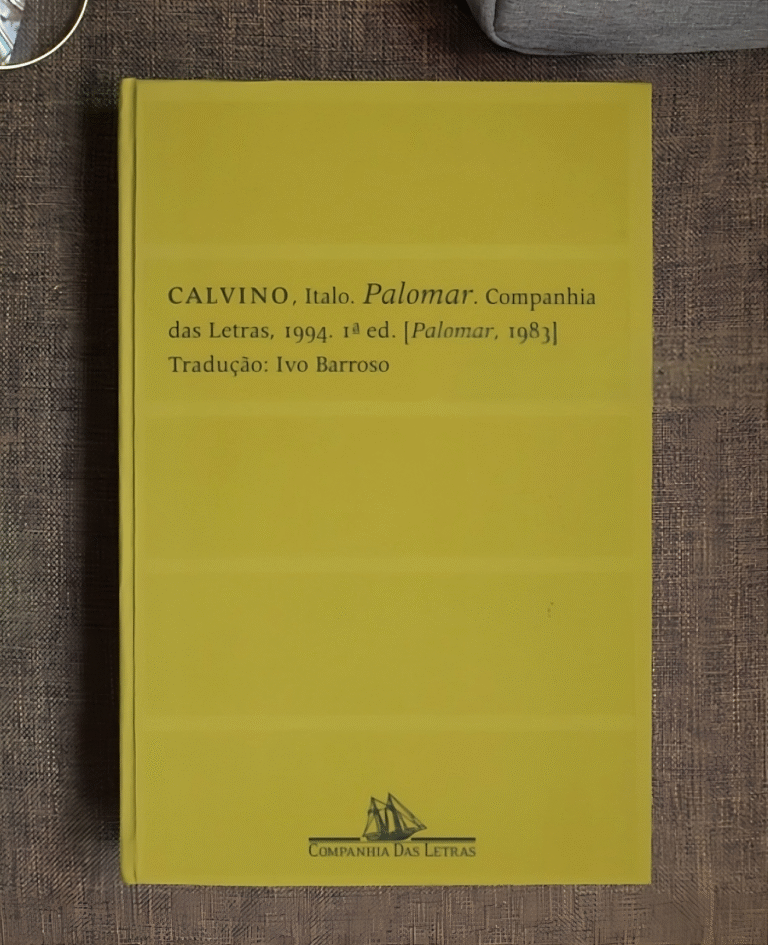 CALVINO, Italo. Palomar. Companhia
das Letras, 1994. 1ª ed. [Palomar, 1983]
Tradução: Ivo Barroso
COMPANHIA DAS LETRAS